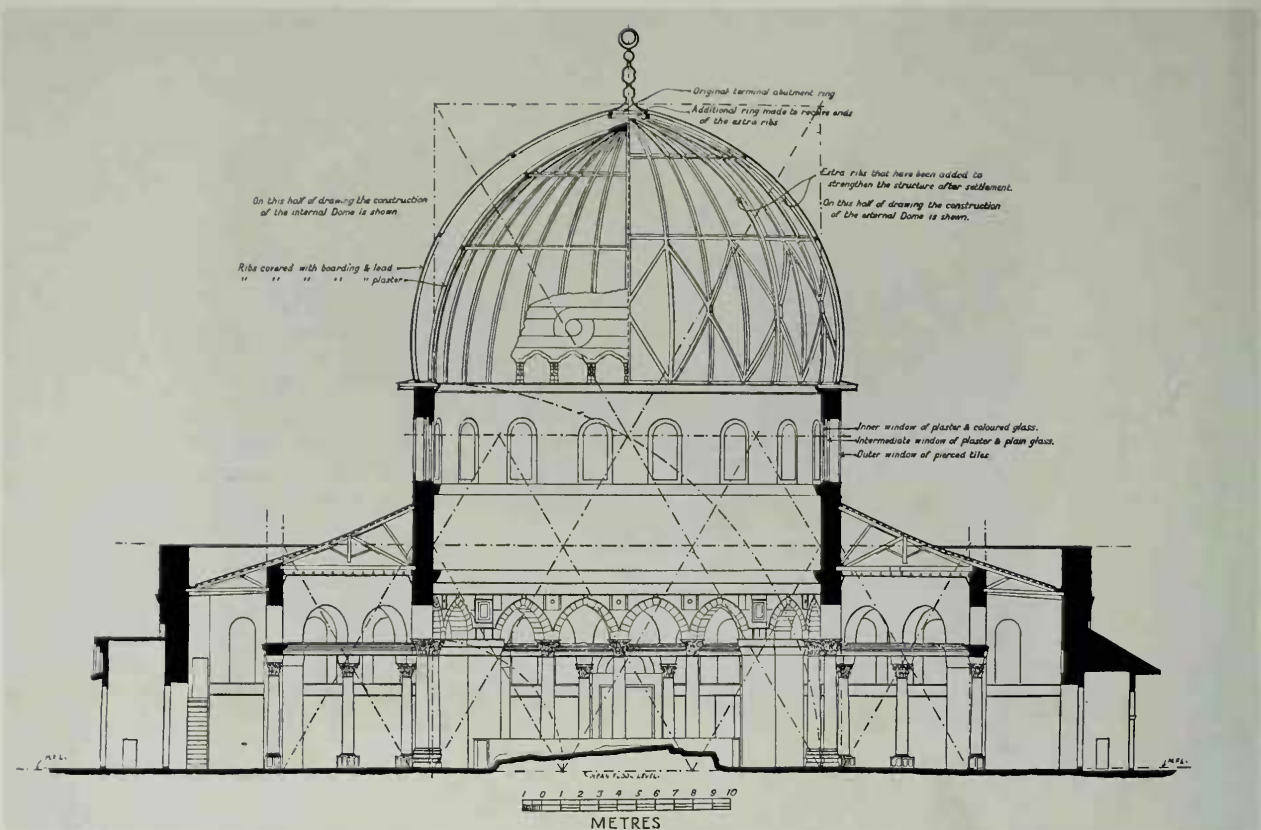 Original terminal abutment ring
Additional ring made to receive ends
of the extra ribs
Extra ribs that have been added to
strengthen the structure after settlement.
On this half of drawing the construction
of the external Dome is shown.
On this half of drawing the construction
of the internal Dome is shown
Ribs covered with boarding & lead
" " " " " plaster
Inner window of plaster & coloured glass.
Intermediate window of plaster & plain glass.
Outer window of pierced tiles
M.F.L.
M.F.L.
MEAN FLOOR LEVEL.
1 0 1 2 3 4 5 6 7 8 9 10
METRES